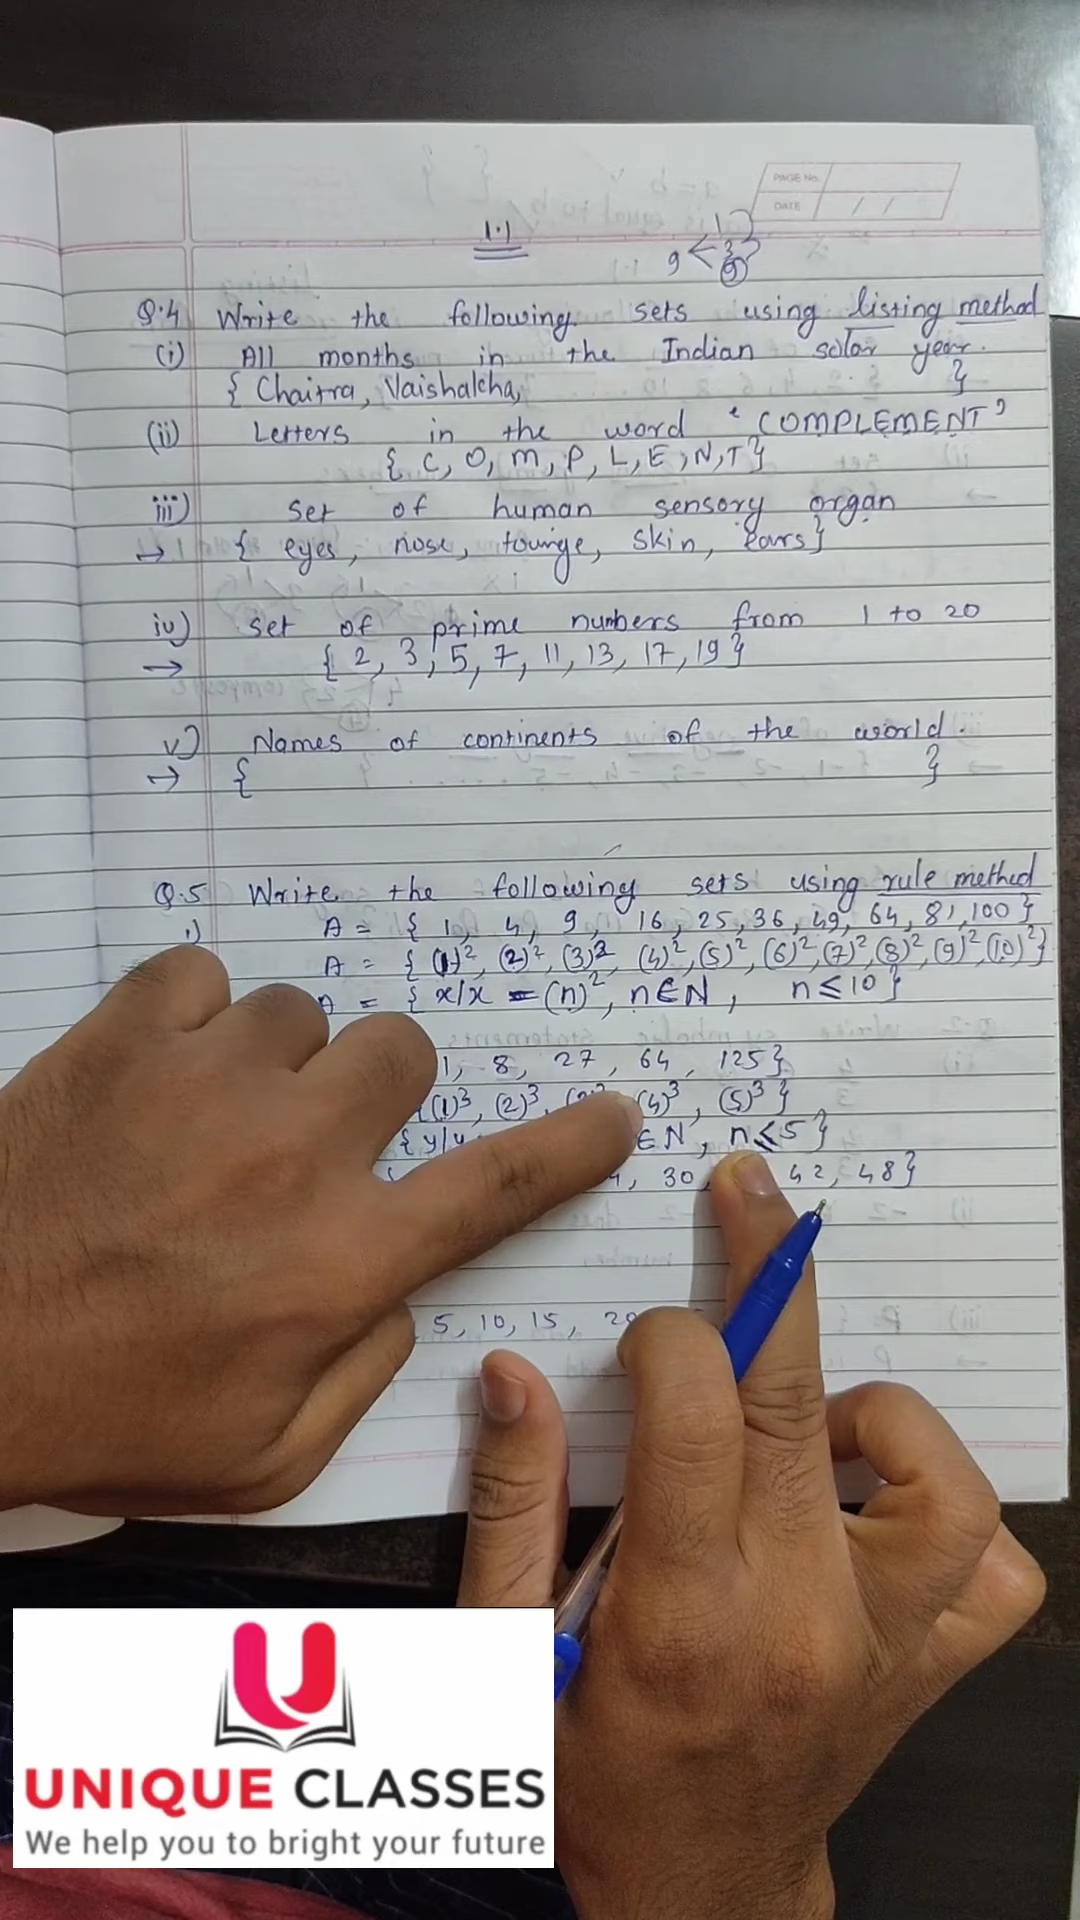 PAGE No.
DATE / /
1.1
1
9 < 3
9
Q.4 Write the following sets using listing method
(i) All months in the Indian solar year.
{ Chaitra, Vaishalcha, }
(ii) Letters in the word 'COMPLEMENT'
{ C, O, M, P, L, E, N, T }
iii) Set of human sensory organ
→ { eyes, nose, tounge, skin, ears }
iv) Set of prime numbers from 1 to 20
→ { 2, 3, 5, 7, 11, 13, 17, 19 }
v) Names of continents of the world.
→ { }
Q.5 Write the following sets using rule method
i) A = { 1, 4, 9, 16, 25, 36, 49, 64, 81, 100 }
A = { (1)², (2)², (3)², (4)², (5)², (6)², (7)², (8)², (9)², (10)² }
A = { x/x = (n)², n∈N, n ≤ 10 }
1, 8, 27, 64, 125 }
{ (1)³, (2)³, (4)³, (5)³ }
{ y/y ∈N, n ≤ 5 }
{ 30, 42, 48 }
5, 10, 15, 20
UNIQUE CLASSES
We help you to bright your future